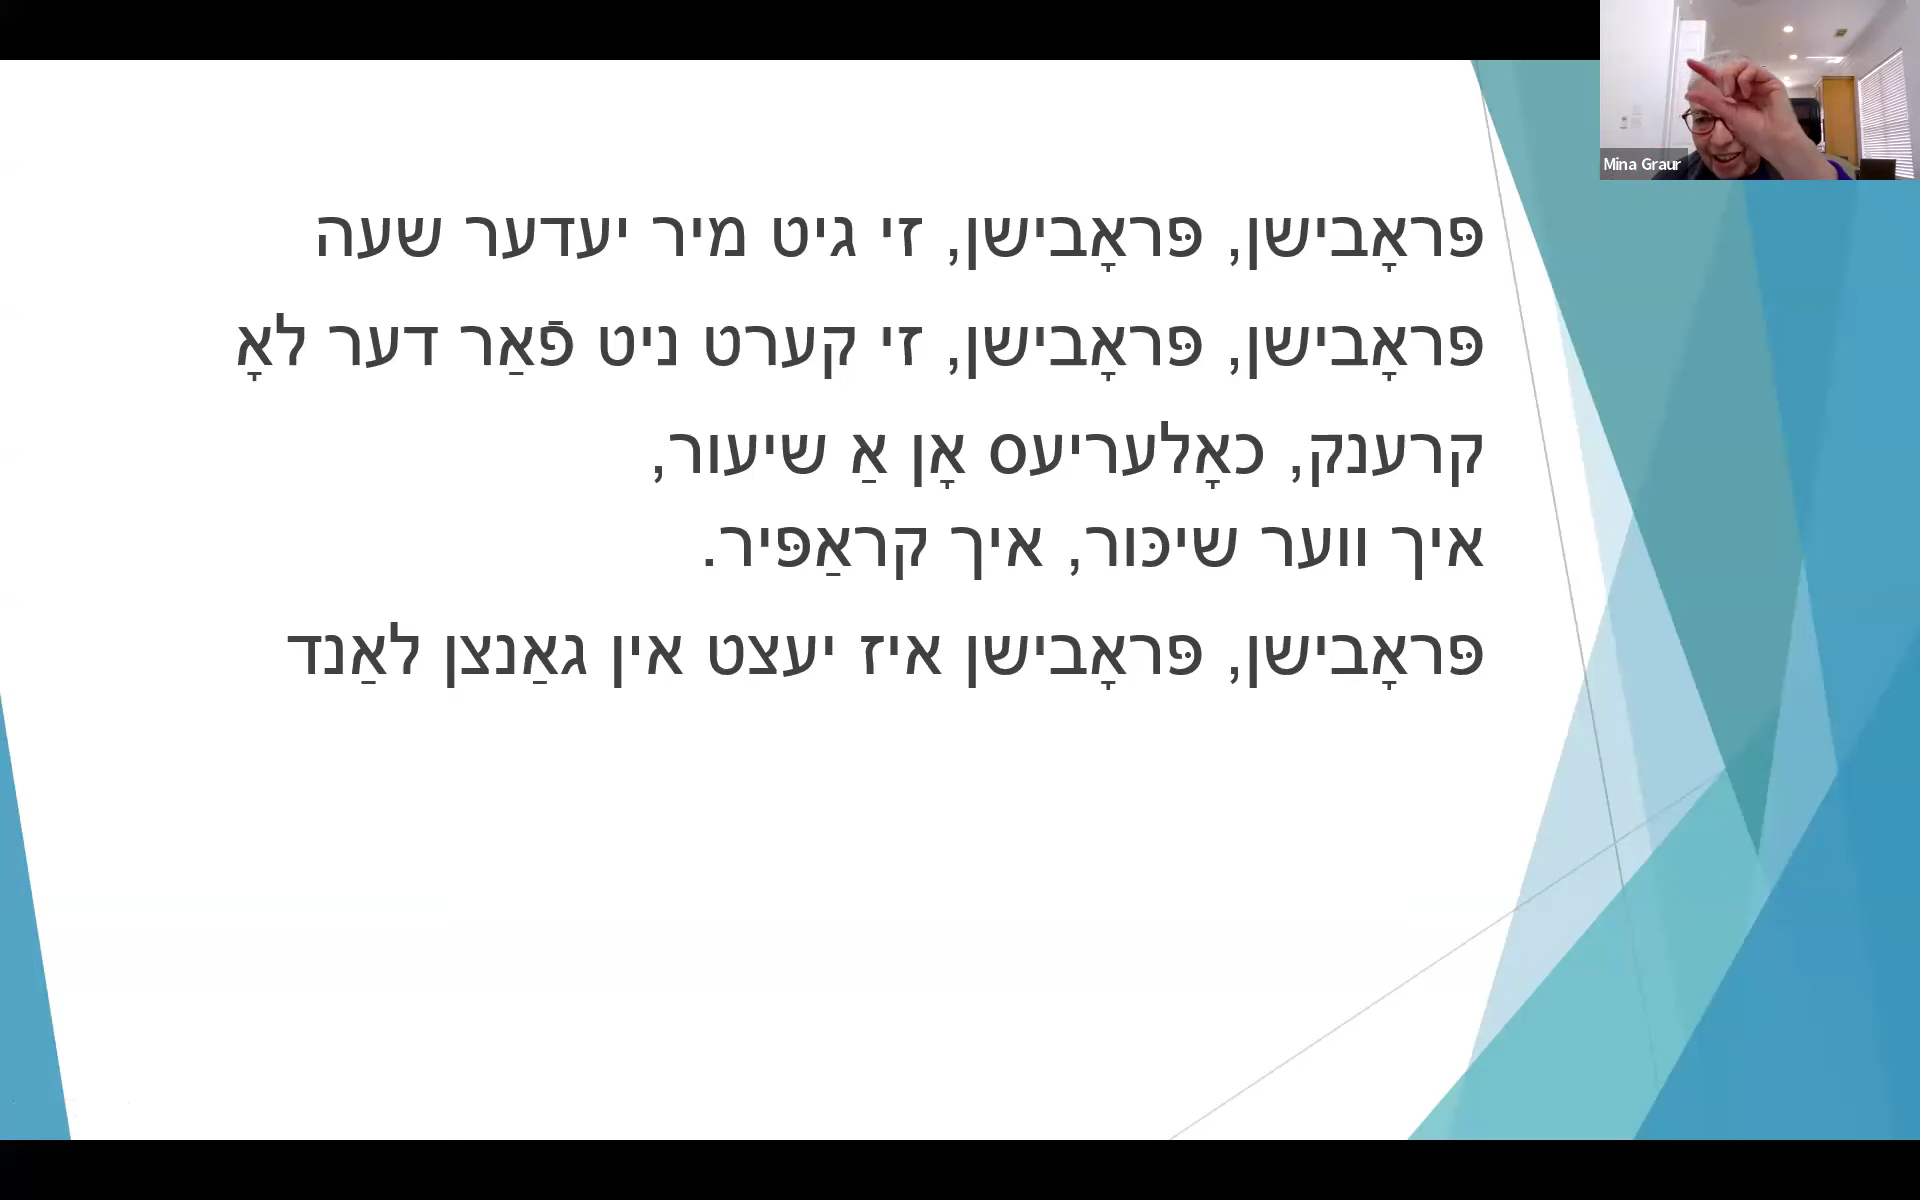 Mina Graur
פּראָבישן, פּראָבישן, זי גיט מיר יעדער שעה
פּראָבישן, פּראָבישן, זי קערט ניט פֿאַר דער לאָ
קרענק, כאָלעריעס אָן אַ שיעור,
איך ווער שיכּור, איך קראַפּיר.
פּראָבישן, פּראָבישן איז יעצט אין גאַנצן לאַנד